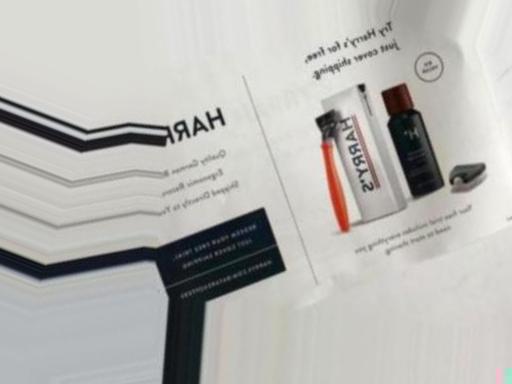 HARR
Quality German B
Ergonomic Razors
Shipped Directly to Yo
REDEEM YOUR FREE TRIAL
JUST COVER SHIPPING
Try Harry's for free,
just cover shipping.
HARRY'S
H
Your free trial includes everything you
need to start shaving.